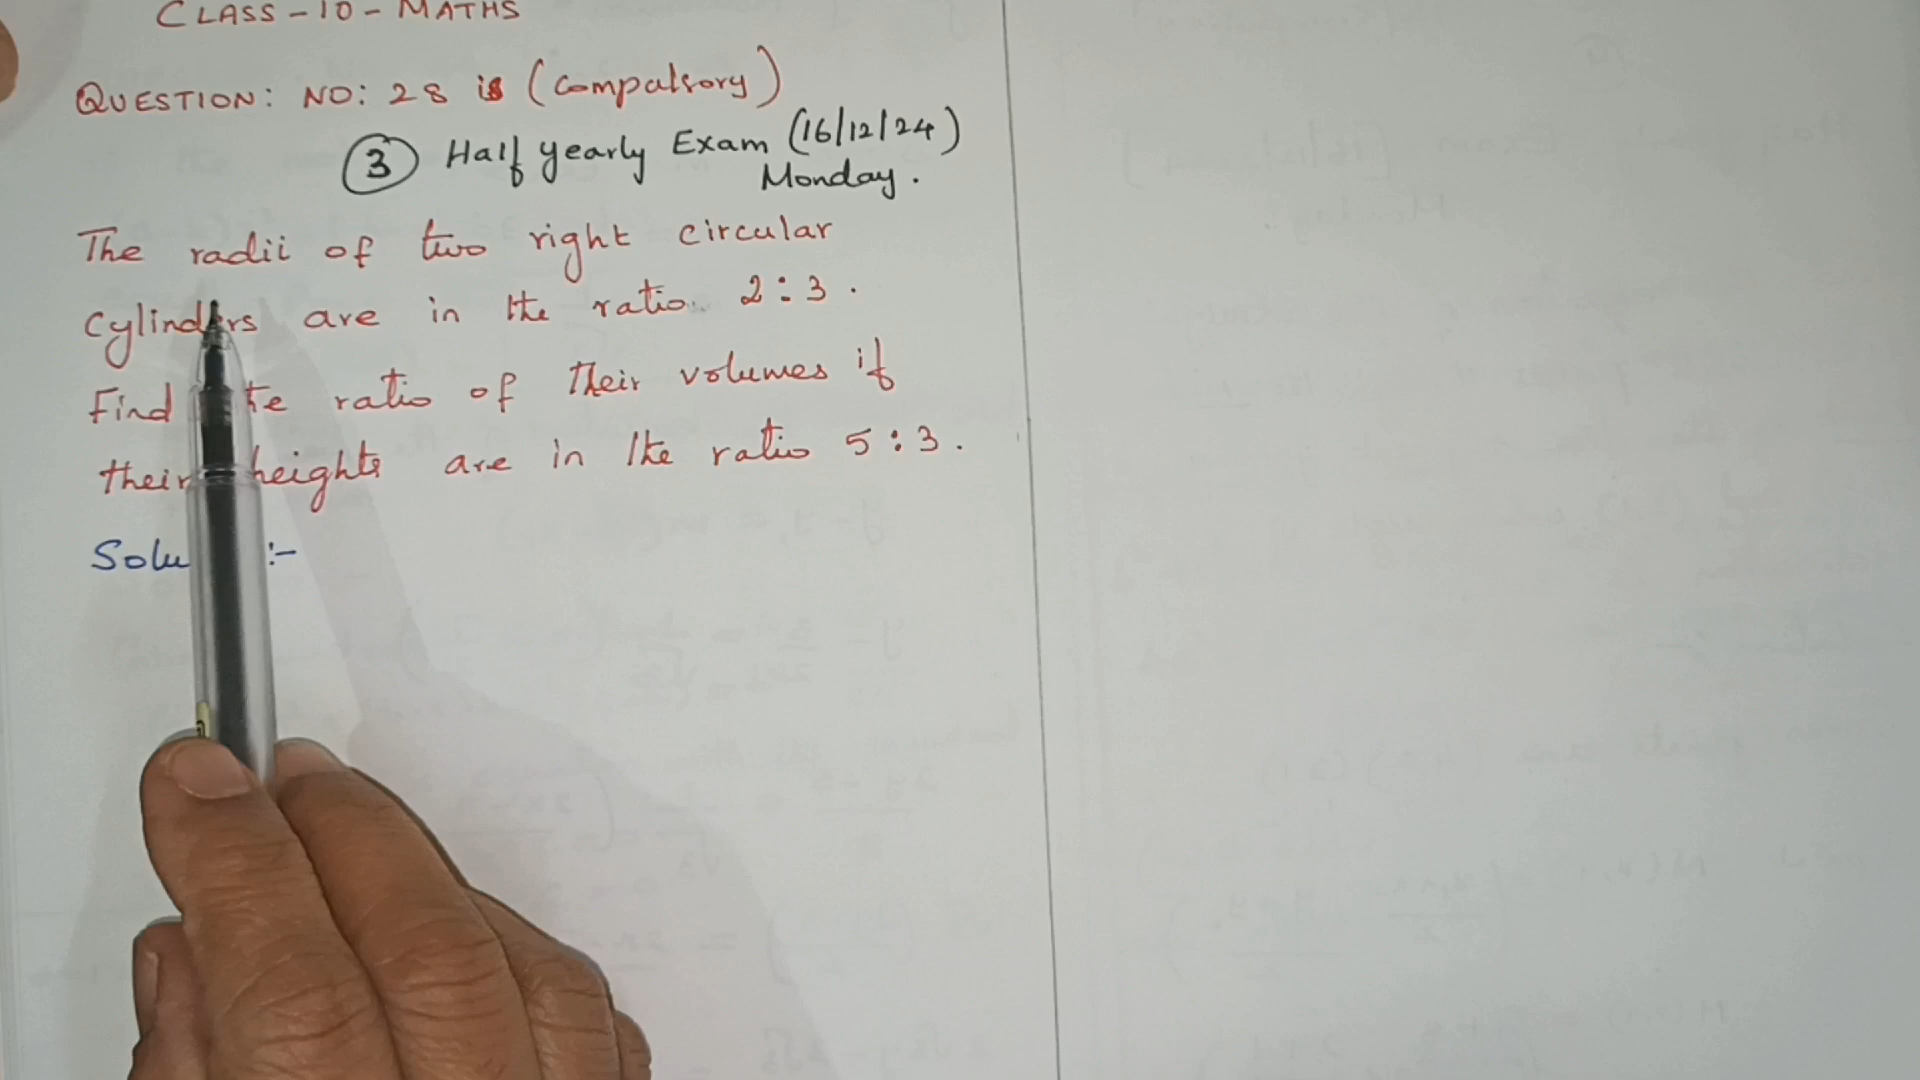 CLASS - 10 - MATHS
QUESTION: NO: 28 is (Compulsory)
3 Half yearly Exam (16/12/24)
Monday.
The radii of two right circular
Cylinders are in the ratio 2:3.
Find the ratio of their volumes if
their heights are in the ratio 5:3.
Solu :-